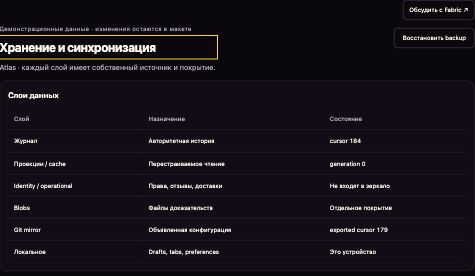 Обсудить с Fabric ↗
Демонстрационные данные · изменения остаются в макете
Хранение и синхронизация
Восстановить backup
Atlas · каждый слой имеет собственный источник и покрытие.
Слои данных
Слой Назначение Состояние
Журнал Авторитетная история cursor 184
Проекции / cache Перестраиваемое чтение generation 0
Identity / operational Права, отзывы, доставки Не входят в зеркало
Blobs Файлы доказательств Отдельное покрытие
Git mirror Объявленная конфигурация exported cursor 179
Локальное Drafts, tabs, preferences Это устройство